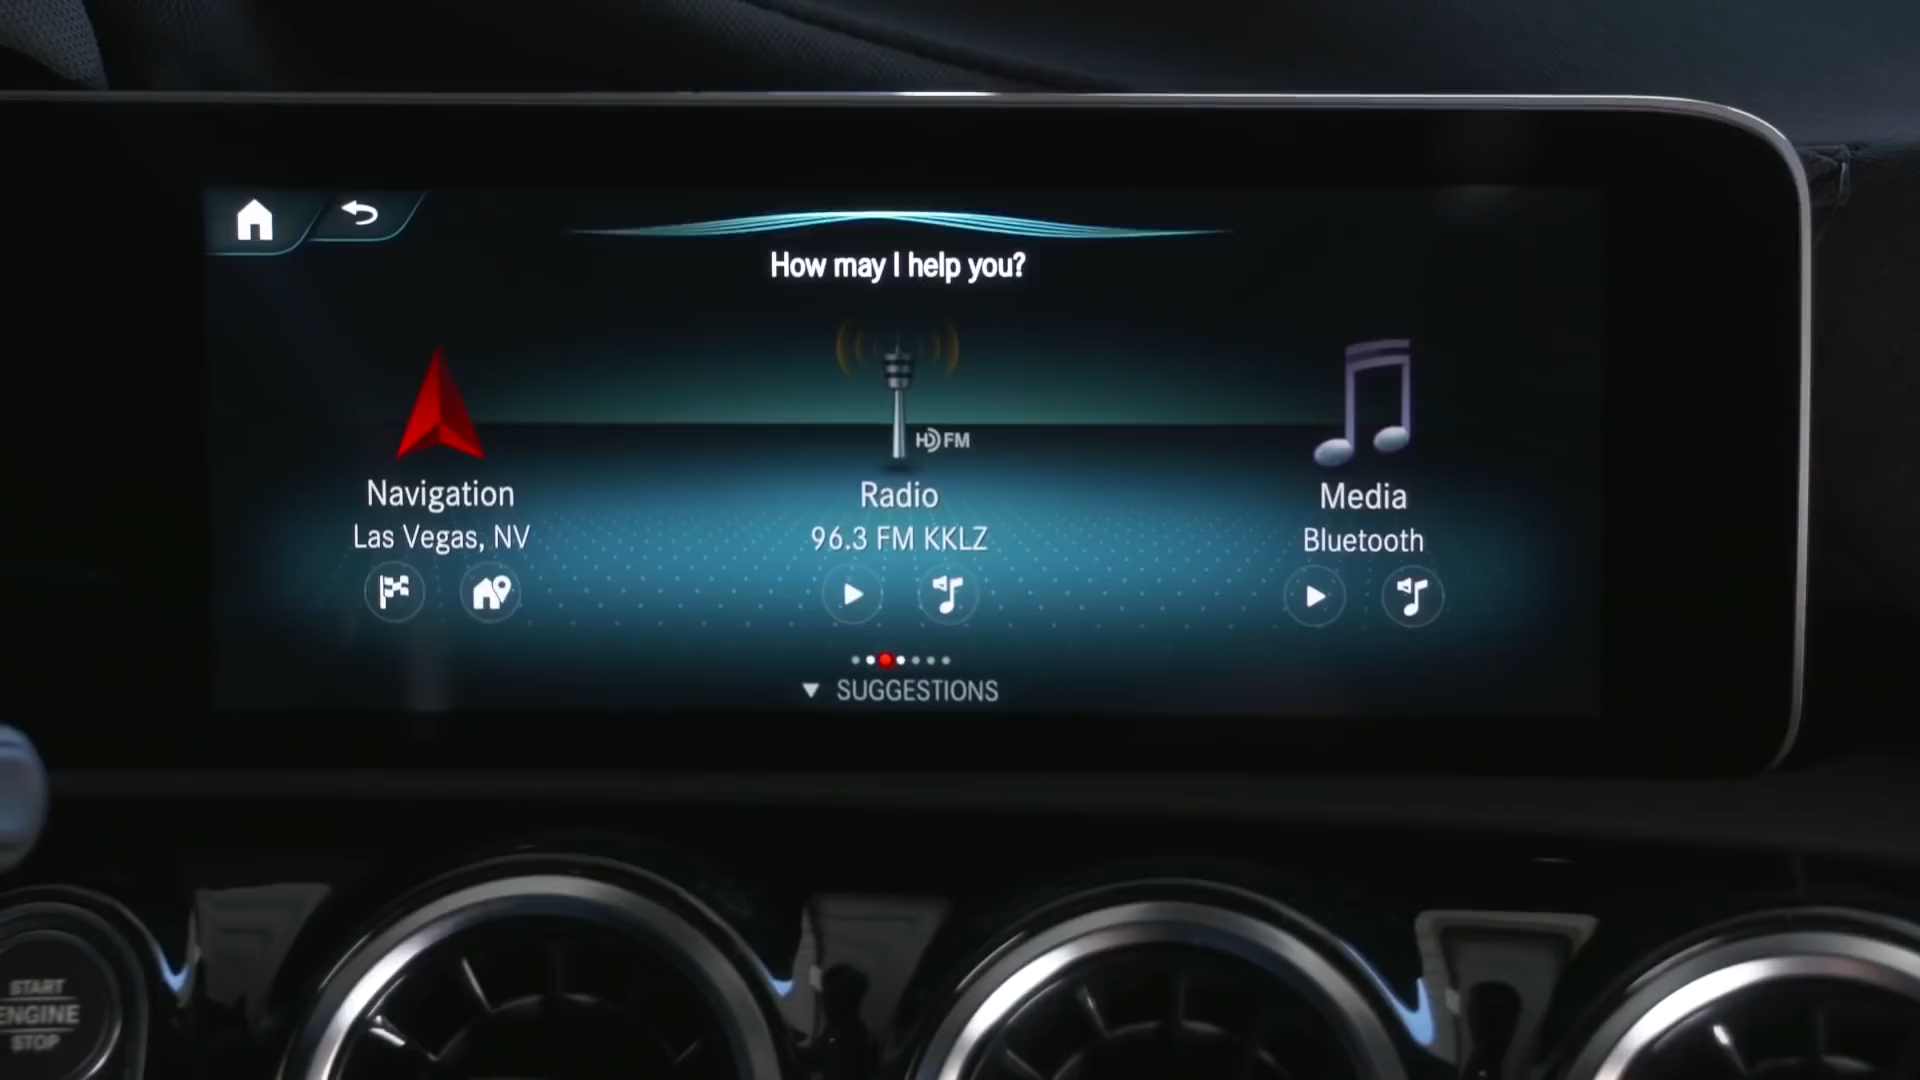 How may I help you?
HD FM
Navigation
Las Vegas, NV
Radio
96.3 FM KKLZ
Media
Bluetooth
SUGGESTIONS
START
ENGINE
STOP